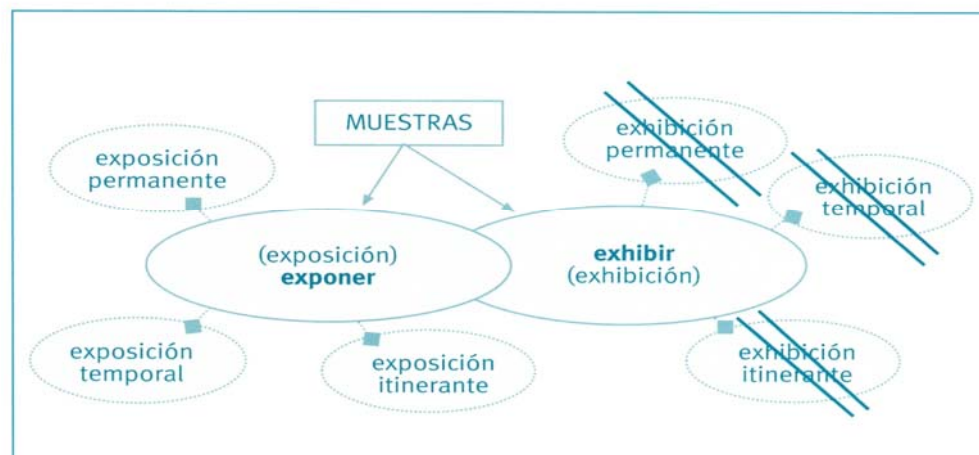 MUESTRAS
exposición
permanente
exhibición
permanente
exhibición
temporal
(exposición)
exponer
exhibir
(exhibición)
exposición
temporal
exposición
itinerante
exhibición
itinerante